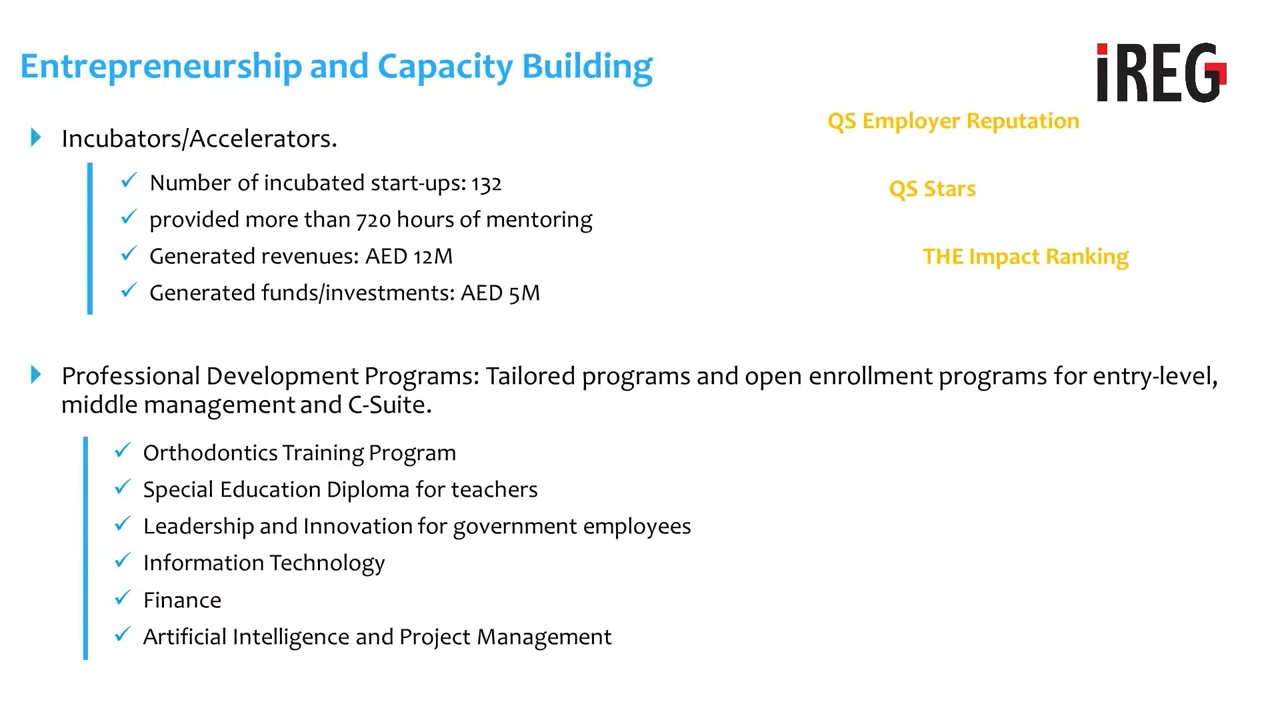 Entrepreneurship and Capacity Building
iREG
QS Employer Reputation
Incubators/Accelerators.
Number of incubated start-ups: 132
QS Stars
provided more than 720 hours of mentoring
Generated revenues: AED 12M
THE Impact Ranking
Generated funds/investments: AED 5M
Professional Development Programs: Tailored programs and open enrollment programs for entry-level,
middle management and C-Suite.
Orthodontics Training Program
Special Education Diploma for teachers
Leadership and Innovation for government employees
Information Technology
Finance
Artificial Intelligence and Project Management